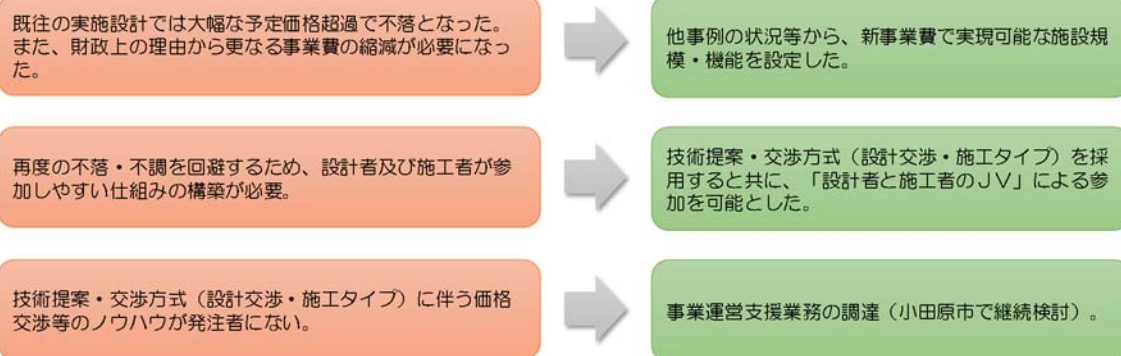 既往の実施設計では大幅な予定価格超過で不落となった。
また、財政上の理由から更なる事業費の縮減が必要になっ
た。
他事例の状況等から、新事業費で実現可能な施設規
模・機能を設定した。
再度の不落・不調を回避するため、設計者及び施工者が参
加しやすい仕組みの構築が必要。
技術提案・交渉方式（設計交渉・施工タイプ）を採
用すると共に、「設計者と施工者のＪＶ」による参
加を可能とした。
技術提案・交渉方式（設計交渉・施工タイプ）に伴う価格
交渉等のノウハウが発注者にない。
事業運営支援業務の調達（小田原市で継続検討）。